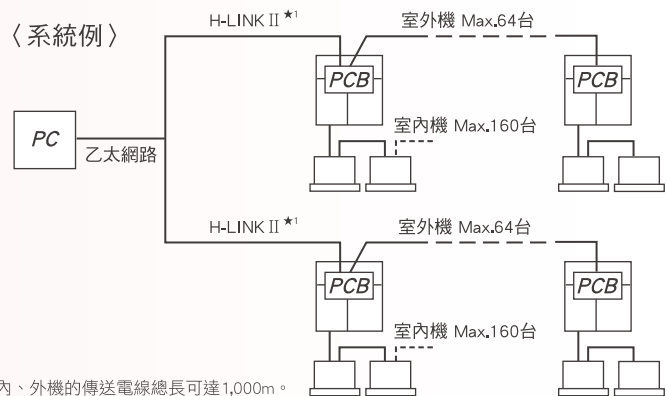 〈系統例〉
H-LINK II ★1
室外機 Max.64台
PCB
PCB
PC
乙太網路
室內機 Max.160台
H-LINK II ★1
室外機 Max.64台
PCB
PCB
室內機 Max.160台
內、外機的傳送電線總長可達1,000m。